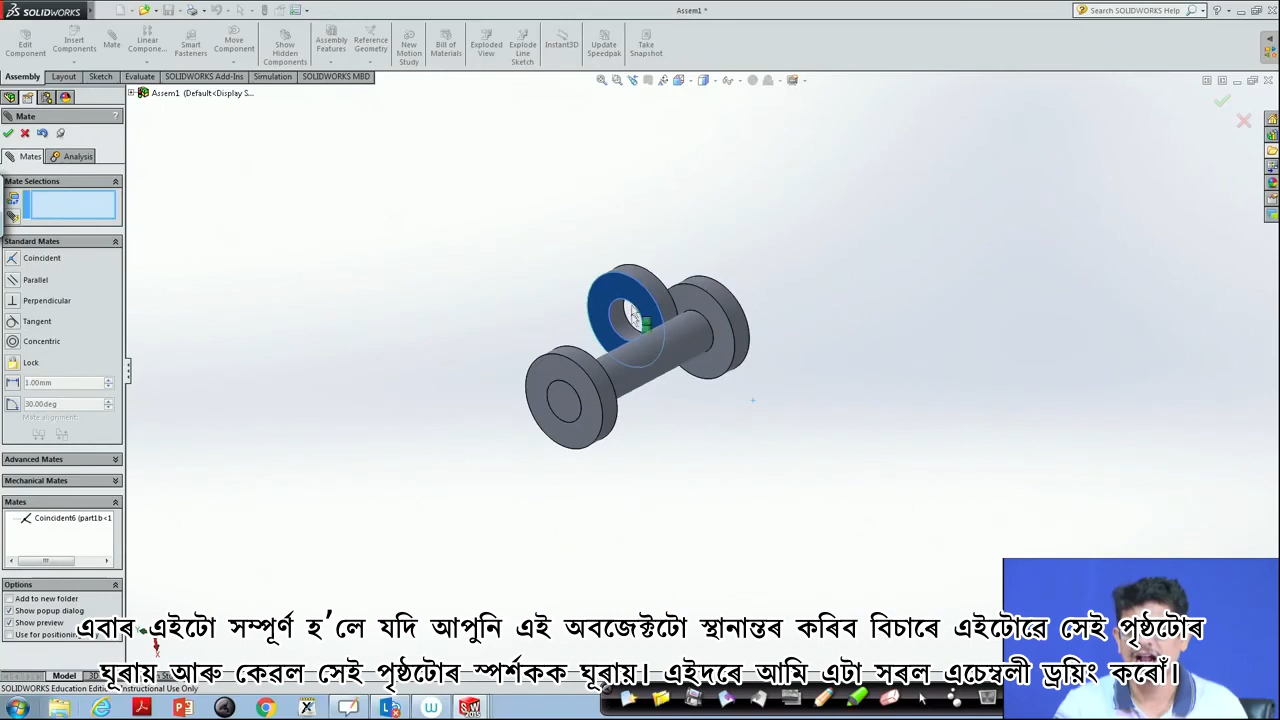 SOLIDWORKS
Assem1 *
Search SOLIDWORKS Help
Edit Component
Insert Components
Mate
Linear Compone...
Smart Fasteners
Move Component
Show Hidden Components
Assembly Features
Reference Geometry
New Motion Study
Bill of Materials
Exploded View
Explode Line Sketch
Instant3D
Update Speedpak
Take Snapshot
Assembly Layout Sketch Evaluate SOLIDWORKS Add-Ins Simulation SOLIDWORKS MBD
Assem1 (Default<Display S...
Mate
Mates Analysis
Mate Selections
Standard Mates
Coincident
Parallel
Perpendicular
Tangent
Concentric
Lock
1.00mm
30.00deg
Mate alignment:
Advanced Mates
Mechanical Mates
Mates
Coincident6 (part1b<1
Options
Add to new folder
Show popup dialog
Show preview
Use for position
এবাৰ এইটো সম্পূৰ্ণ হ’লে যদি আপুনি এই অবজেক্টটো স্থানান্তৰ কৰিব বিচাৰে এইটোৱে সেই পৃষ্ঠটোৰ
ঘূৰায় আৰু কেৱল সেই পৃষ্ঠটোৰ স্পৰ্শকক ঘূৰায়। এইদৰে আমি এটা সৰল এচেম্বলী ড্ৰয়িং কৰোঁ।
Model
SOLIDWORKS Education Edition - Instructional Use Only